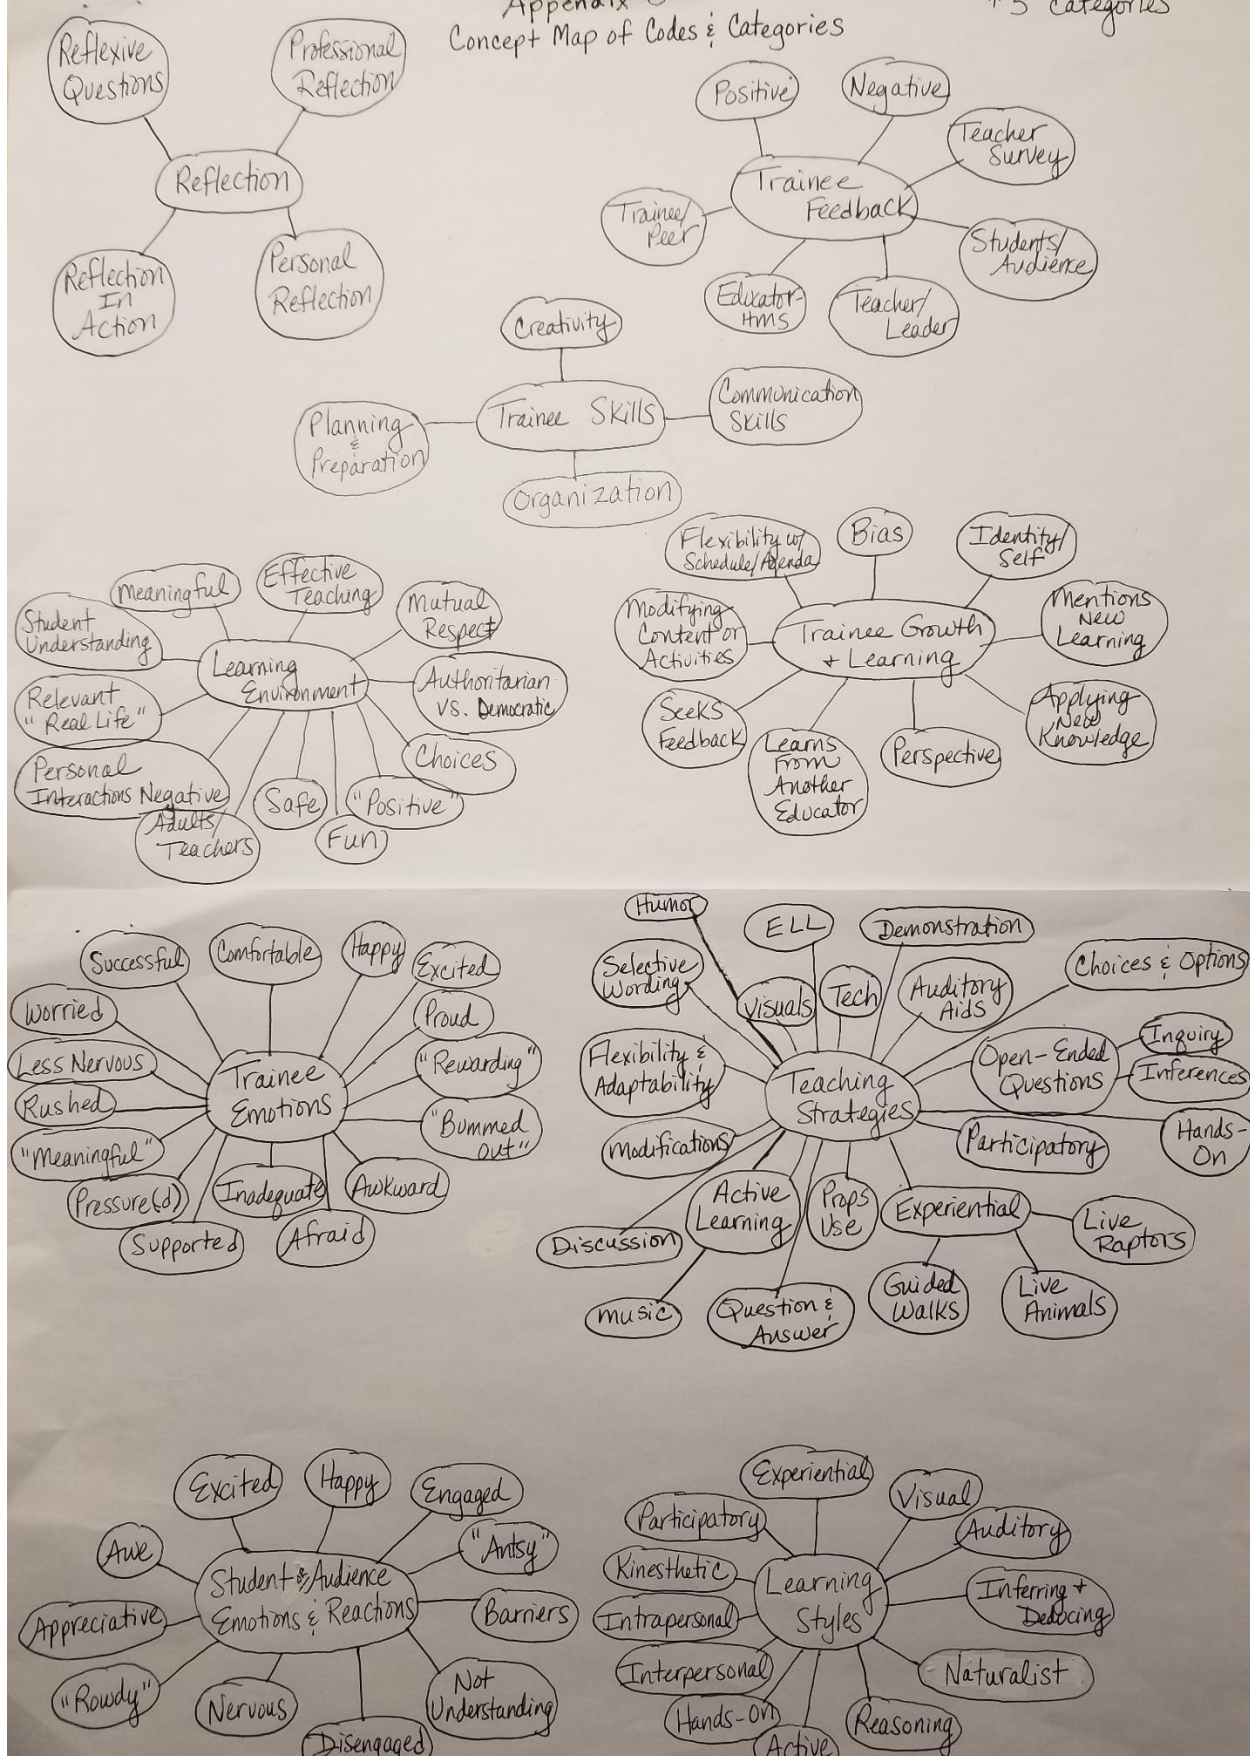 Appendix
Concept Map of Codes & Categories
5 Categories
Reflexive
Questions
Professional
Reflection
Reflection
Reflection
In
Action
Personal
Reflection
Positive
Negative
Teacher
Survey
Trainee
Feedback
Trainee/
Peer
Students/
Audience
Educator-
HMS
Teacher/
Leader
Creativity
Trainee Skills
Communication
Skills
Planning
&
Preparation
Organization
Meaningful
Effective
Teaching
Mutual
Respect
Student
Understanding
Learning
Environment
Authoritarian
vs. Democratic
Relevant
"Real Life"
Choices
Personal
Interactions Negative
Safe
"Positive"
Adults/
Teachers
Fun
Flexibility w/
Schedule/Agenda
Bias
Identity/
Self
Modifying
Content or
Activities
Trainee Growth
+ Learning
Mentions
New
Learning
Seeks
Feedback
Learns
From
Another
Educator
Perspective
Applying
New
Knowledge
Successful
Comfortable
Happy
Excited
Worried
Proud
Less Nervous
Trainee
Emotions
"Rewarding"
Rushed
"Bummed
Out"
"Meaningful"
Pressure(d)
Inadequate
Awkward
Supported
Afraid
Humor
ELL
Demonstration
Selective
Wording
Visuals
Tech
Auditory
Aids
Choices & Options
Flexibility &
Adaptability
Teaching
Strategies
Open-Ended
Questions
Inquiry
Inferences
Modifications
Participatory
Hands-
On
Active
Learning
Props
Use
Experiential
Live
Raptors
Discussion
Music
Question &
Answer
Guided
Walks
Live
Animals
Excited
Happy
Engaged
Awe
"Antsy"
Student & Audience
Emotions & Reactions
Appreciative
Barriers
"Rowdy"
Nervous
Disengaged
Not
Understanding
Experiential
Visual
Participatory
Auditory
Kinesthetic
Learning
Styles
Inferring +
Deducing
Intrapersonal
Interpersonal
Naturalist
Hands-On
Active
Reasoning